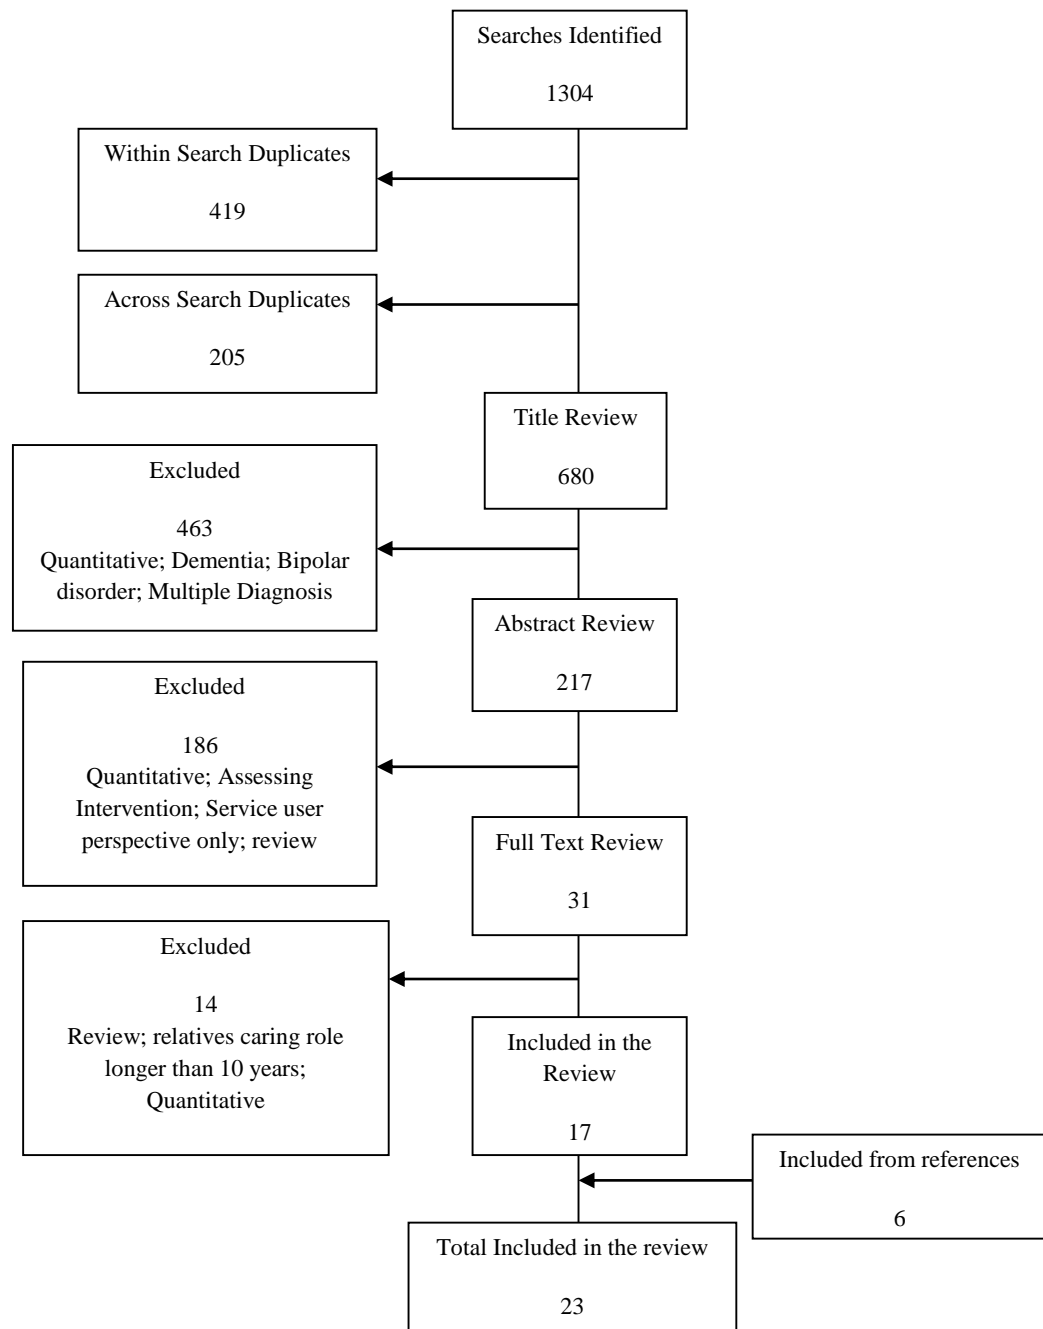 Searches Identified
1304
Within Search Duplicates
419
Across Search Duplicates
205
Title Review
680
Excluded
463
Quantitative; Dementia; Bipolar
disorder; Multiple Diagnosis
Abstract Review
217
Excluded
186
Quantitative; Assessing
Intervention; Service user
perspective only; review
Full Text Review
31
Excluded
14
Review; relatives caring role
longer than 10 years;
Quantitative
Included in the
Review
17
Included from references
6
Total Included in the review
23